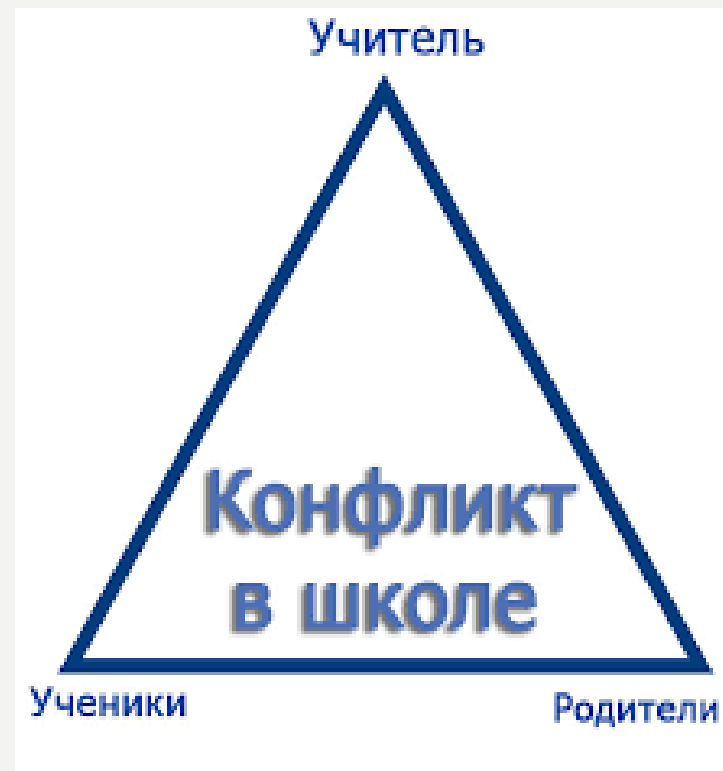 Учитель
Конфликт
в школе
Ученики
Родители